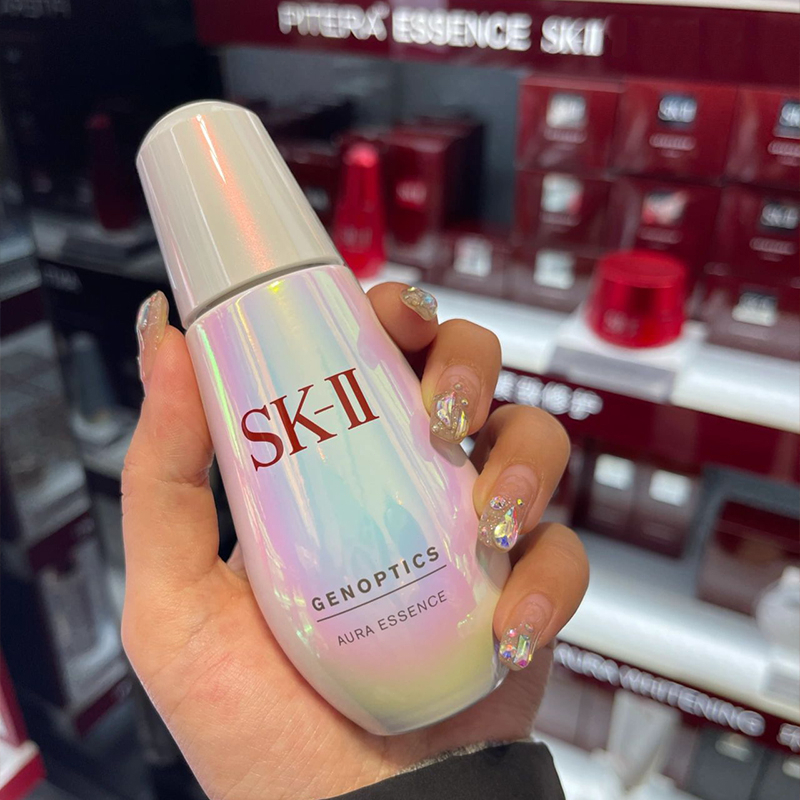 PITERA ESSENCE SK-II
SK-II
GENOPTICS
AURA ESSENCE
AURA WHITENING